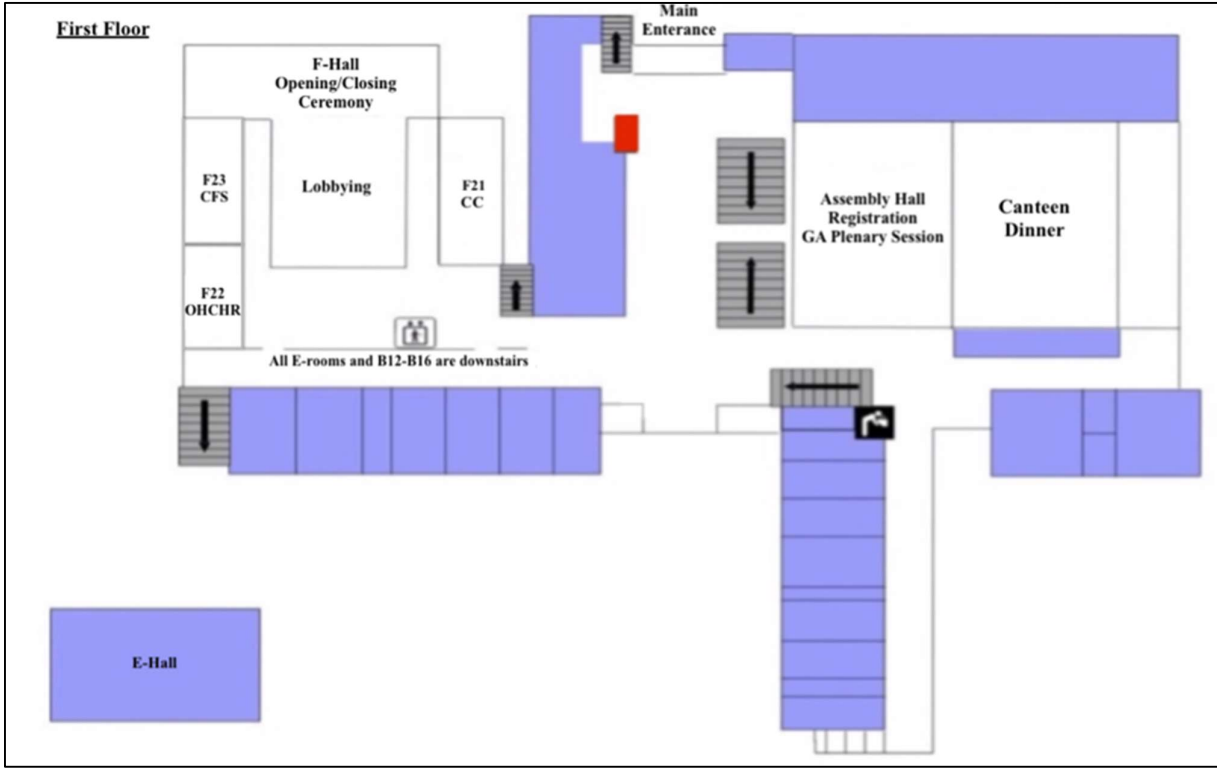 First Floor
Main
Enterance
F-Hall
Opening/Closing
Ceremony
F23
CFS
Lobbying
F21
CC
Assembly Hall
Registration
GA Plenary Session
Canteen
Dinner
F22
OHCHR
All E-rooms and B12-B16 are downstairs
E-Hall